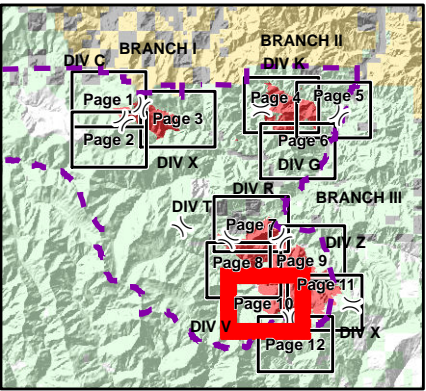 BRANCH I
BRANCH II
DIV C
DIV K
Page 1
Page 4
Page 5
Page 3
Page 2
Page 6
DIV X
DIV G
DIV R
BRANCH III
DIV T
Page 7
DIV Z
Page 8
Page 9
Page 11
Page 10
DIV V
DIV X
Page 12